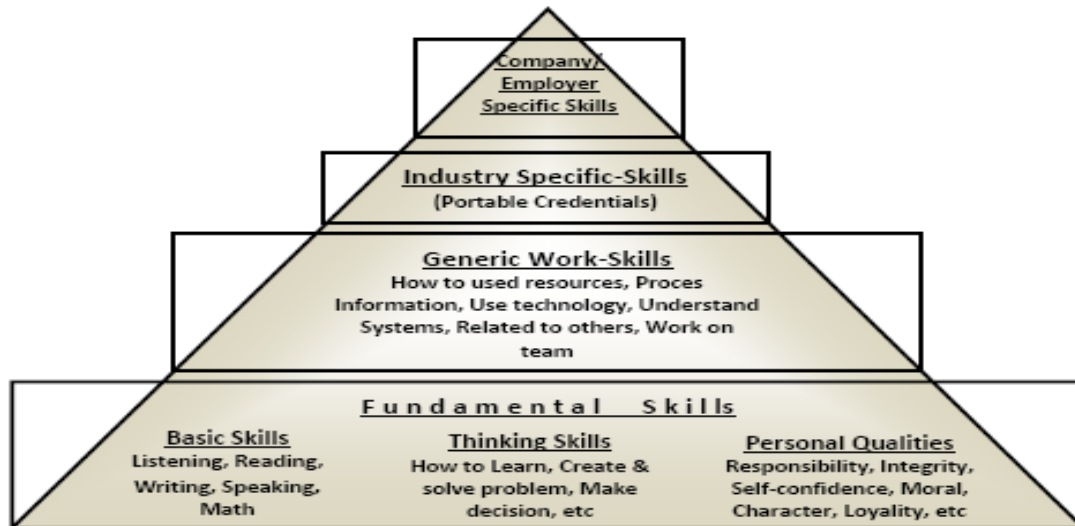 Company/
Employer
Specific Skills
Industry Specific-Skills
(Portable Credentials)
Generic Work-Skills
How to used resources, Proces
Information, Use technology, Understand
Systems, Related to others, Work on
team
Fundamental Skills
Basic Skills
Listening, Reading,
Writing, Speaking,
Math
Thinking Skills
How to Learn, Create &
solve problem, Make
decision, etc
Personal Qualities
Responsibility, Integrity,
Self-confidence, Moral,
Character, Loyality, etc